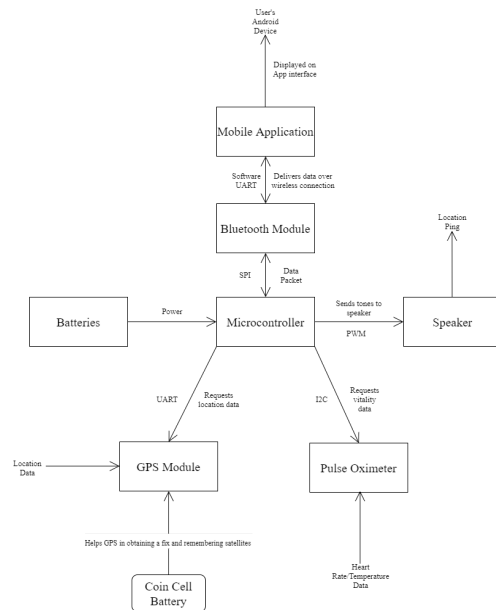 User's
Android
Device
Displayed on
App interface
Mobile Application
Software
UART
Delivers data over
wireless connection
Bluetooth Module
Location
Ping
SPI
Data
Packet
Batteries
Power
Microcontroller
Sends tones to
speaker
PWM
Speaker
UART
Requests
location data
I2C
Requests
vitality
data
Location
Data
GPS Module
Pulse Oximeter
Helps GPS in obtaining a fix and remembering satellites
Heart
Rate/Temperature
Data
Coin Cell
Battery